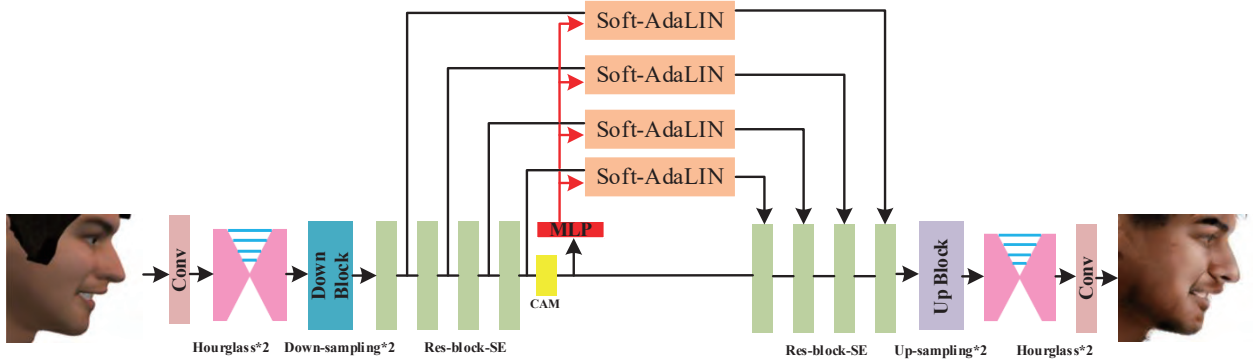 Soft-AdaLIN
Soft-AdaLIN
Soft-AdaLIN
Soft-AdaLIN
MLP
Conv
Down
Block
CAM
Up Block
Conv
Hourglass*2
Down-sampling*2
Res-block-SE
Res-block-SE
Up-sampling*2
Hourglass*2